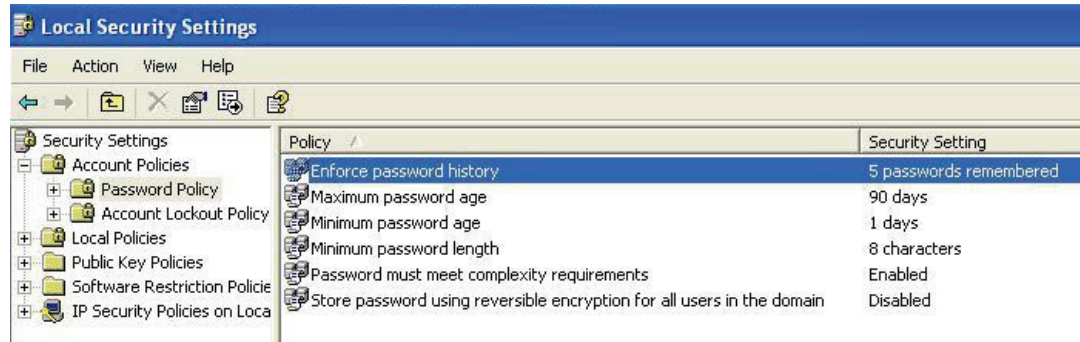 Local Security Settings
File Action View Help
Security Settings
Account Policies
Password Policy
Account Lockout Policy
Local Policies
Public Key Policies
Software Restriction Policie
IP Security Policies on Loca
Policy Security Setting
Enforce password history 5 passwords remembered
Maximum password age 90 days
Minimum password age 1 days
Minimum password length 8 characters
Password must meet complexity requirements Enabled
Store password using reversible encryption for all users in the domain Disabled